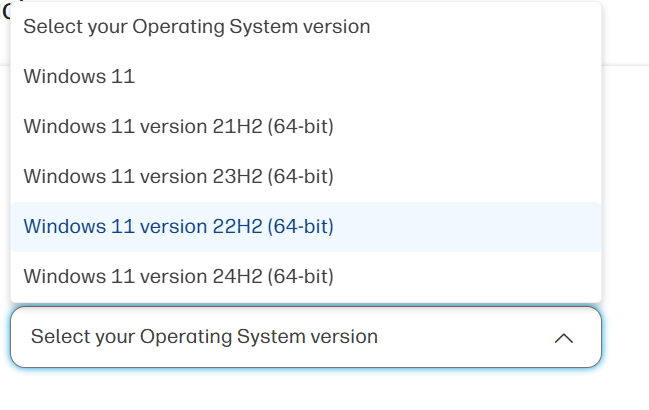 Select your Operating System version
Windows 11
Windows 11 version 21H2 (64-bit)
Windows 11 version 23H2 (64-bit)
Windows 11 version 22H2 (64-bit)
Windows 11 version 24H2 (64-bit)
Select your Operating System version